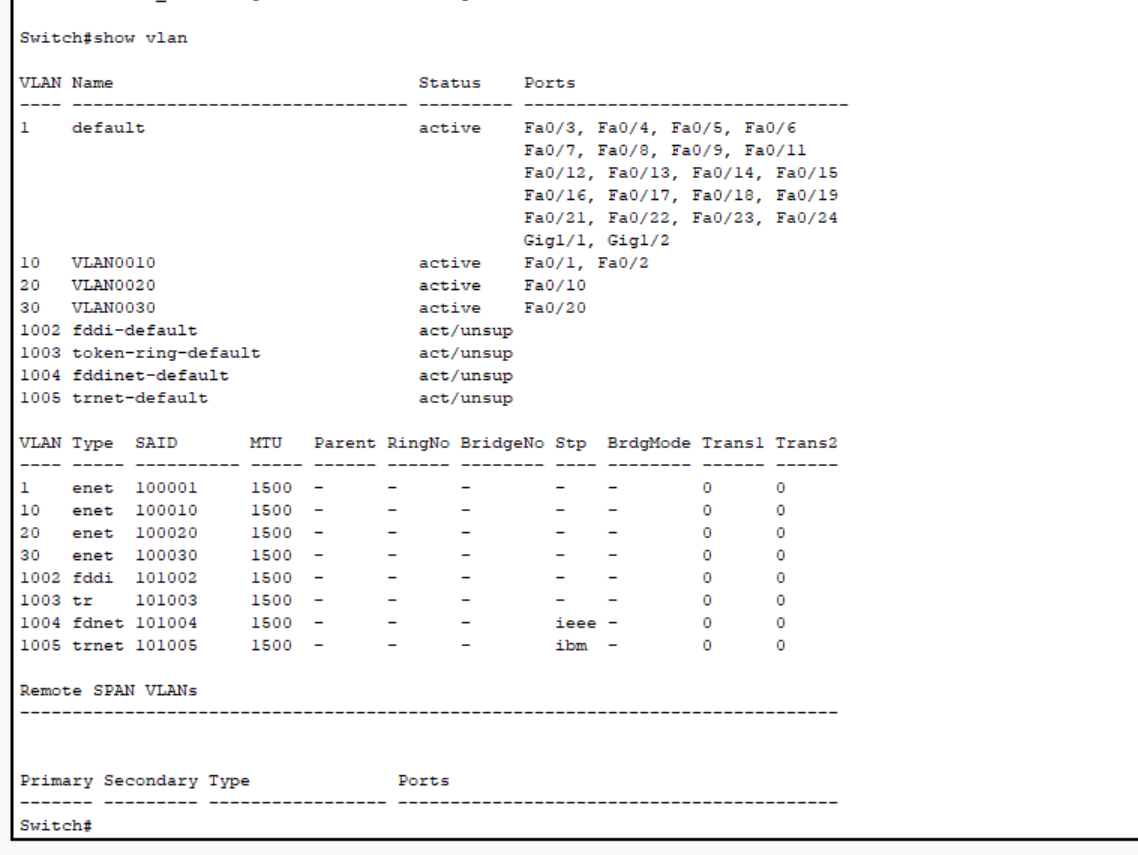 Switch#show vlan
VLAN Name                             Status    Ports
---- -------------------------------- --------- -------------------------------
1    default                          active    Fa0/3, Fa0/4, Fa0/5, Fa0/6
                                                Fa0/7, Fa0/8, Fa0/9, Fa0/11
                                                Fa0/12, Fa0/13, Fa0/14, Fa0/15
                                                Fa0/16, Fa0/17, Fa0/18, Fa0/19
                                                Fa0/21, Fa0/22, Fa0/23, Fa0/24
                                                Gig1/1, Gig1/2
10   VLAN0010                         active    Fa0/1, Fa0/2
20   VLAN0020                         active    Fa0/10
30   VLAN0030                         active    Fa0/20
1002 fddi-default                     act/unsup
1003 token-ring-default               act/unsup
1004 fddinet-default                  act/unsup
1005 trnet-default                    act/unsup
VLAN Type  SAID       MTU   Parent RingNo BridgeNo Stp  BrdgMode Trans1 Trans2
---- ----- ---------- ----- ------ ------ -------- ---- -------- ------ ------
1    enet  100001     1500  -      -      -        -    -        0      0
10   enet  100010     1500  -      -      -        -    -        0      0
20   enet  100020     1500  -      -      -        -    -        0      0
30   enet  100030     1500  -      -      -        -    -        0      0
1002 fddi  101002     1500  -      -      -        -    -        0      0
1003 tr    101003     1500  -      -      -        -    -        0      0
1004 fdnet 101004     1500  -      -      -        ieee -        0      0
1005 trnet 101005     1500  -      -      -        ibm  -        0      0
Remote SPAN VLANs
------------------------------------------------------------------------------
Primary Secondary Type              Ports
------- --------- ----------------- ------------------------------------------
Switch#